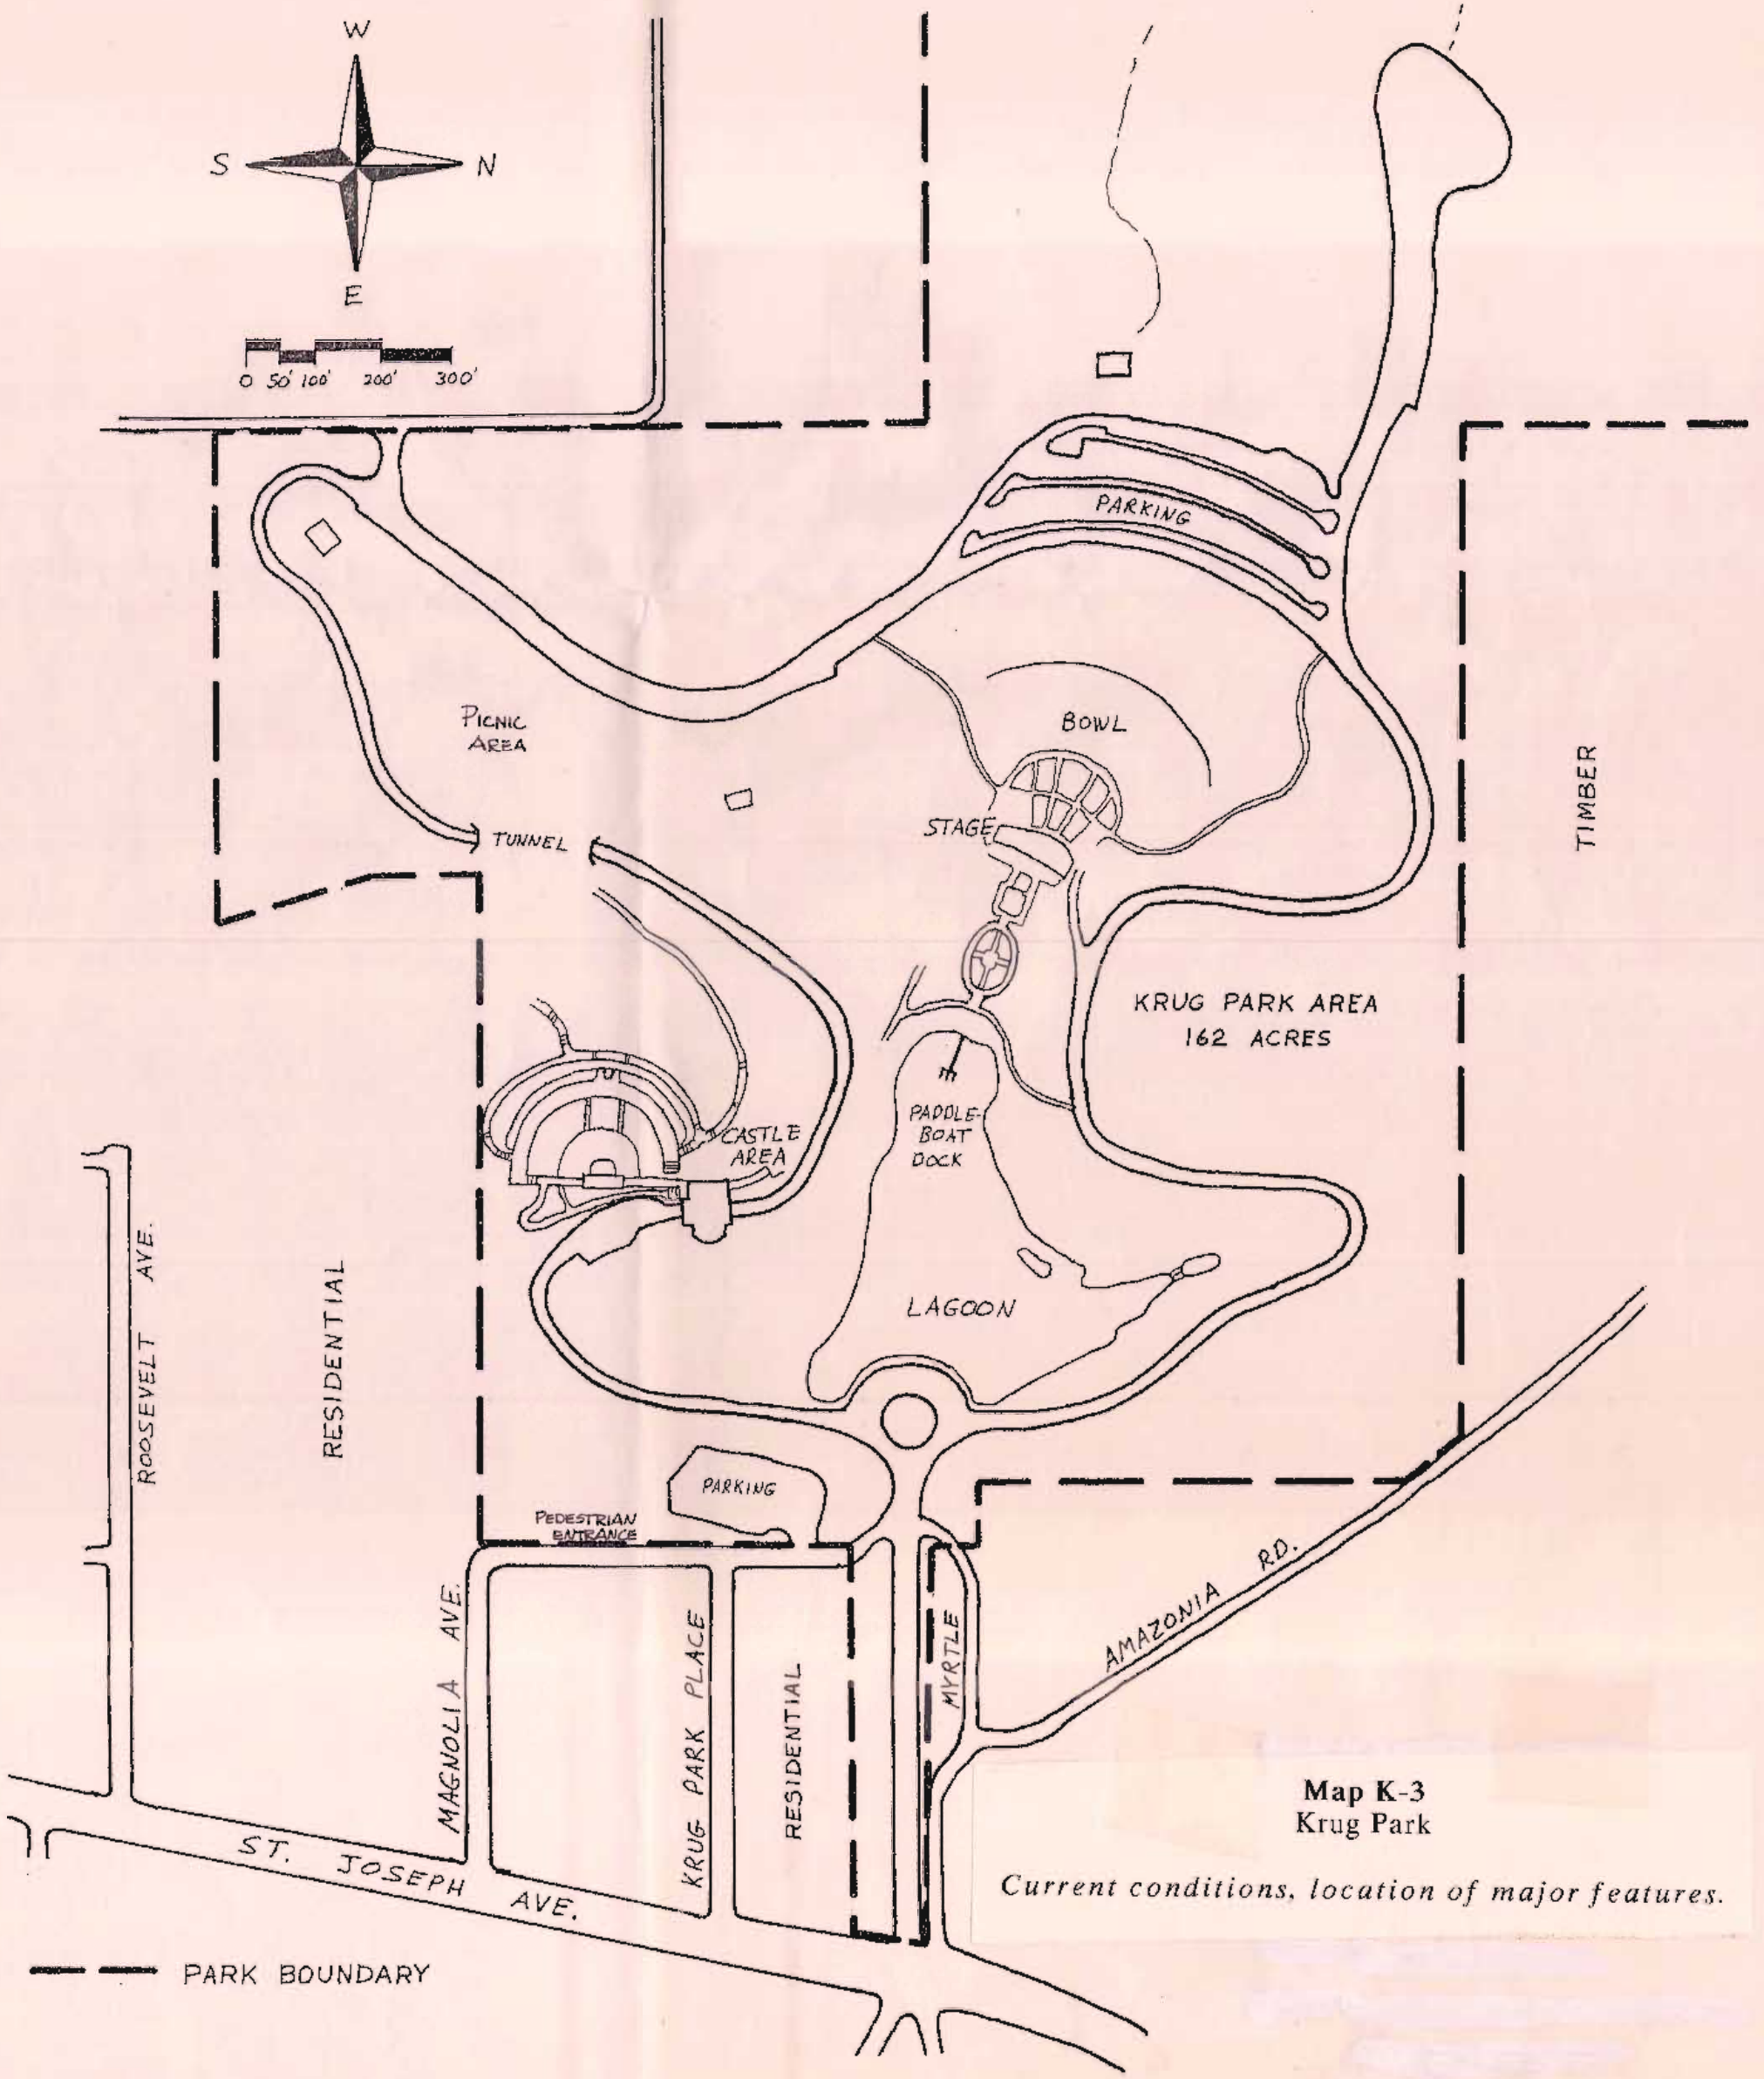 W
S N
E
0 50' 100' 200' 300'
PARKING
PICNIC
AREA
BOWL
STAGE
TUNNEL
TIMBER
KRUG PARK AREA
162 ACRES
PADDLE-
BOAT
DOCK
CASTLE
AREA
LAGOON
ROOSEVELT AVE.
RESIDENTIAL
PARKING
PEDESTRIAN
ENTRANCE
MAGNOLIA AVE.
KRUG PARK PLACE
RESIDENTIAL
MYRTLE
AMAZONIA RD.
ST. JOSEPH AVE.
Map K-3
Krug Park
Current conditions, location of major features.
PARK BOUNDARY